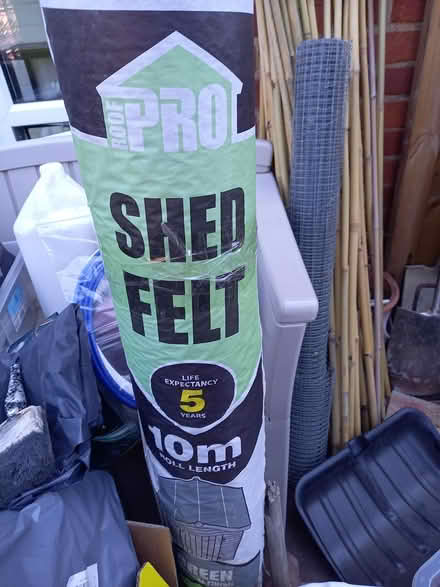 ROOF
PRO
SHED
FELT
LIFE
EXPECTANCY
5
YEARS
10m
ROLL LENGTH
GREEN